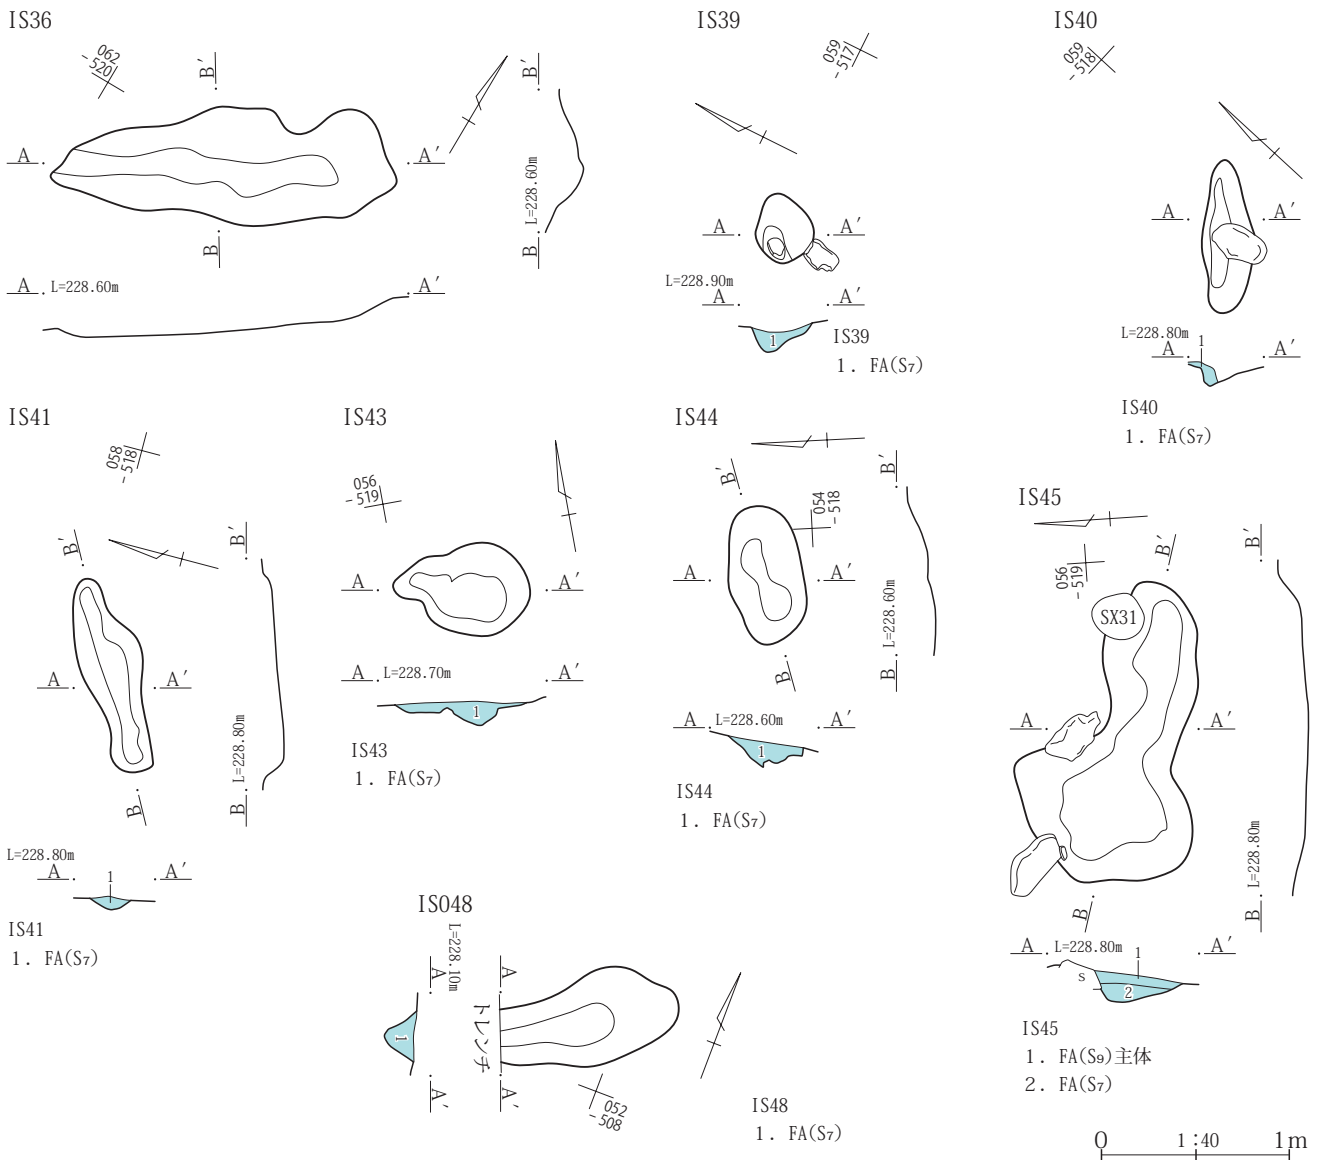 IS36
062
-520
B′
A
A′
B
L=228.60m
B′
B
A
L=228.60m
A′
IS39
059
-517
A
A′
L=228.90m
A
A′
1
IS39
1. FA(S7)
IS40
059
-518
A
A′
L=228.80m
A
1
A′
IS40
1. FA(S7)
IS41
058
-518
B′
A
A′
B
B′
L=228.80m
B
L=228.80m
A
1
A′
IS41
1. FA(S7)
IS43
056
-519
A
A′
A
L=228.70m
A′
1
IS43
1. FA(S7)
IS44
B′
054
-518
A
A′
B
B′
L=228.60m
B
A
L=228.60m
A′
1
IS44
1. FA(S7)
IS45
056
-519
B′
SX31
A
A′
B
B′
L=228.80m
B
A
L=228.80m
1
A′
S
2
IS45
1. FA(S9)主体
2. FA(S7)
IS048
L=228.10m
A
A
1
トレンチ
A′
A′
052
-508
IS48
1. FA(S7)
0
1:40
1m